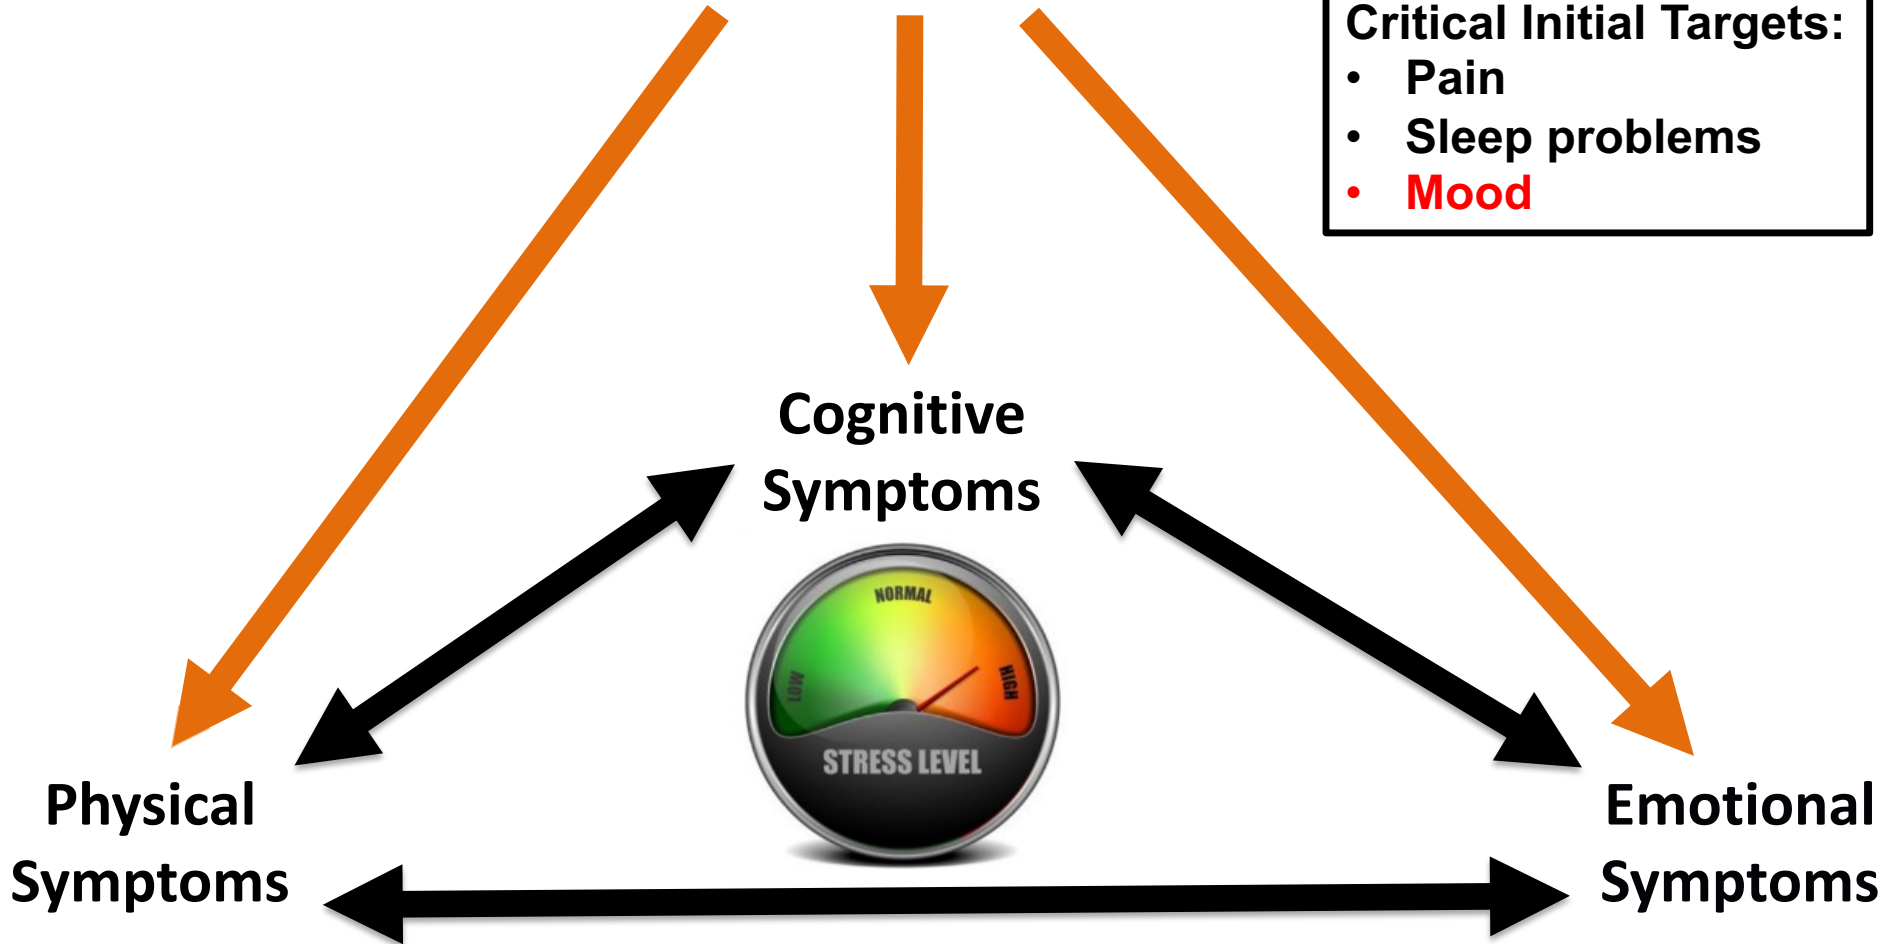 Critical Initial Targets:
• Pain
• Sleep problems
• Mood
Cognitive
Symptoms
NORMAL
LOW
HIGH
STRESS LEVEL
Physical
Symptoms
Emotional
Symptoms